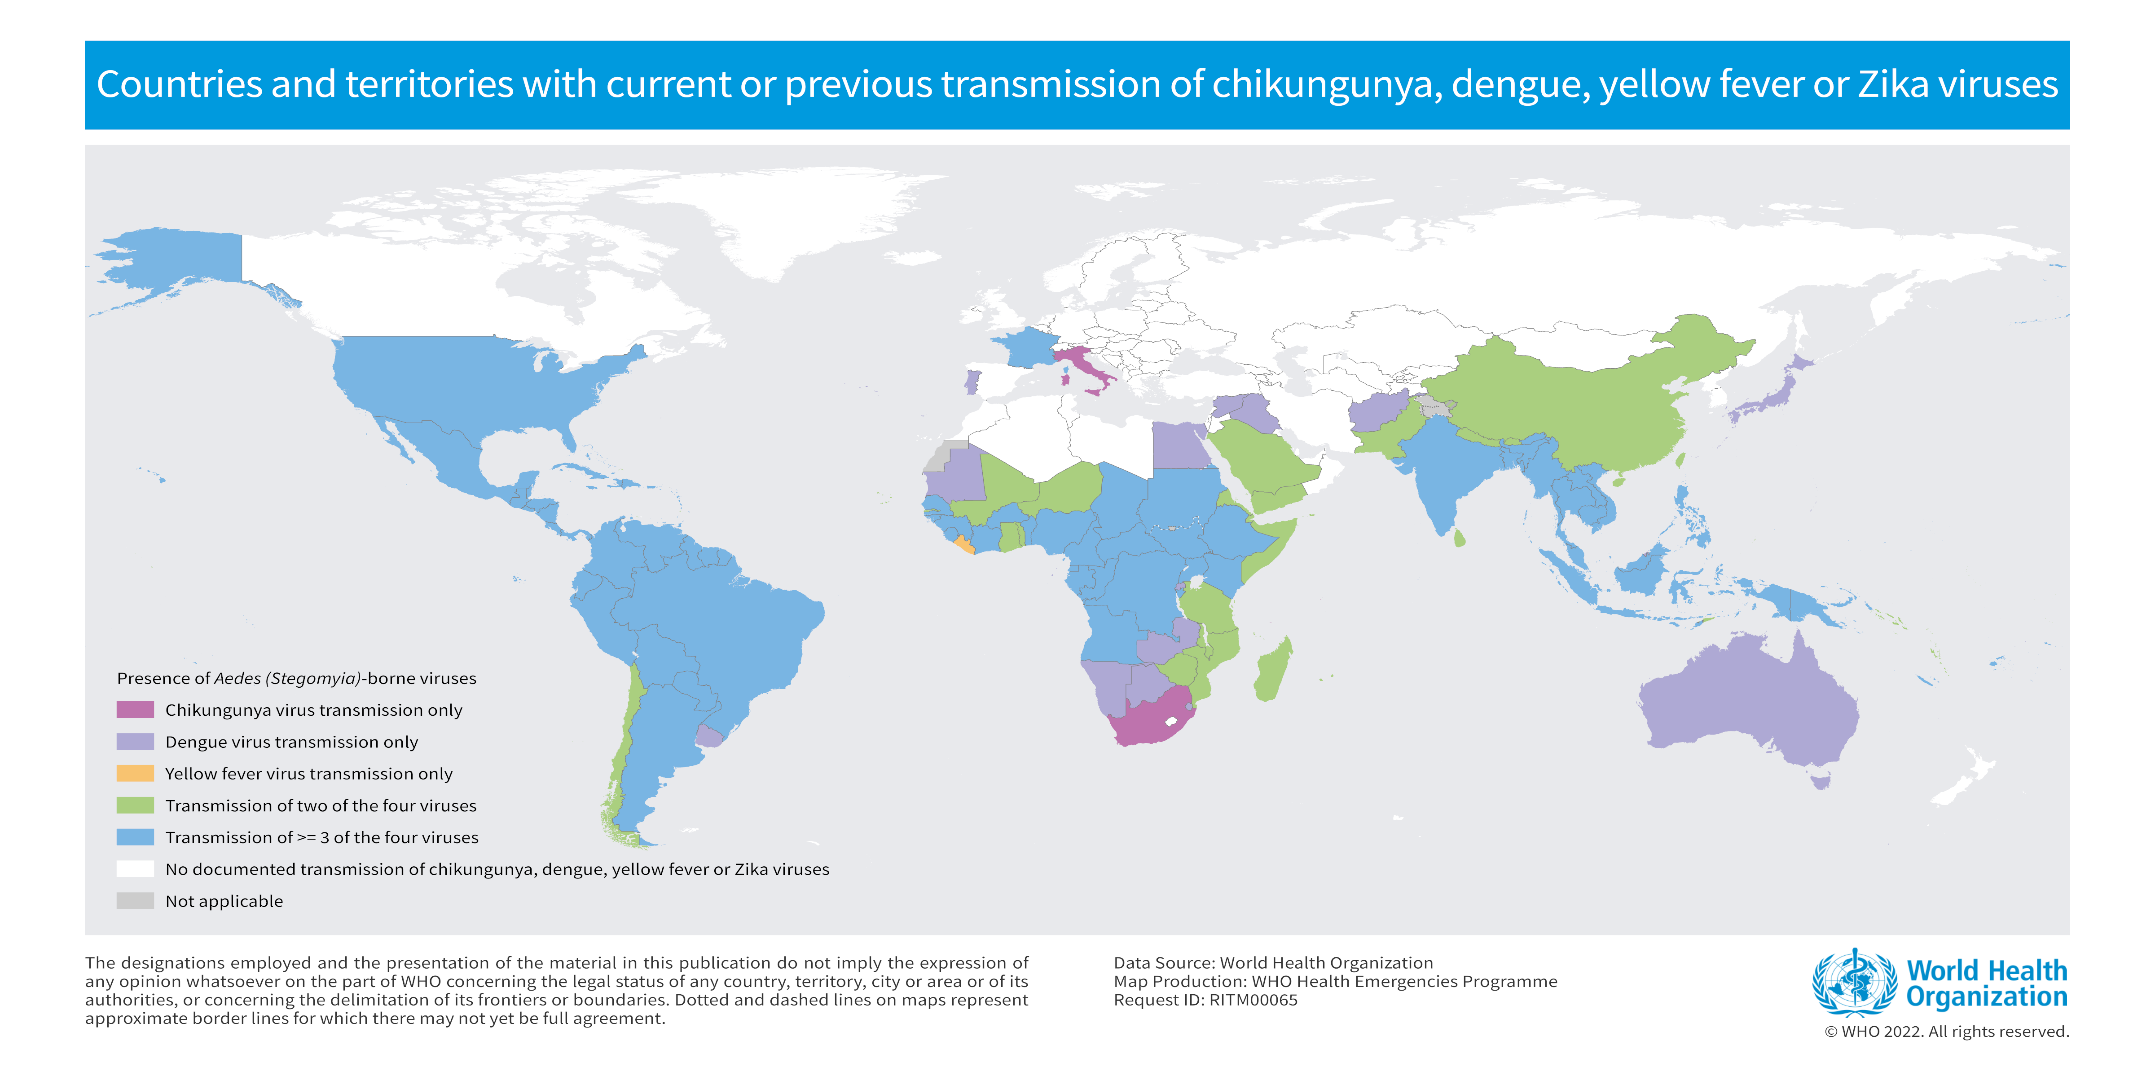 Countries and territories with current or previous transmission of chikungunya, dengue, yellow fever or Zika viruses
Presence of Aedes (Stegomyia)-borne viruses
Chikungunya virus transmission only
Dengue virus transmission only
Yellow fever virus transmission only
Transmission of two of the four viruses
Transmission of >= 3 of the four viruses
No documented transmission of chikungunya, dengue, yellow fever or Zika viruses
Not applicable
The designations employed and the presentation of the material in this publication do not imply the expression of
any opinion whatsoever on the part of WHO concerning the legal status of any country, territory, city or area or of its
authorities, or concerning the delimitation of its frontiers or boundaries. Dotted and dashed lines on maps represent
approximate border lines for which there may not yet be full agreement.
Data Source: World Health Organization
Map Production: WHO Health Emergencies Programme
Request ID: RITM00065
World Health
Organization
© WHO 2022. All rights reserved.